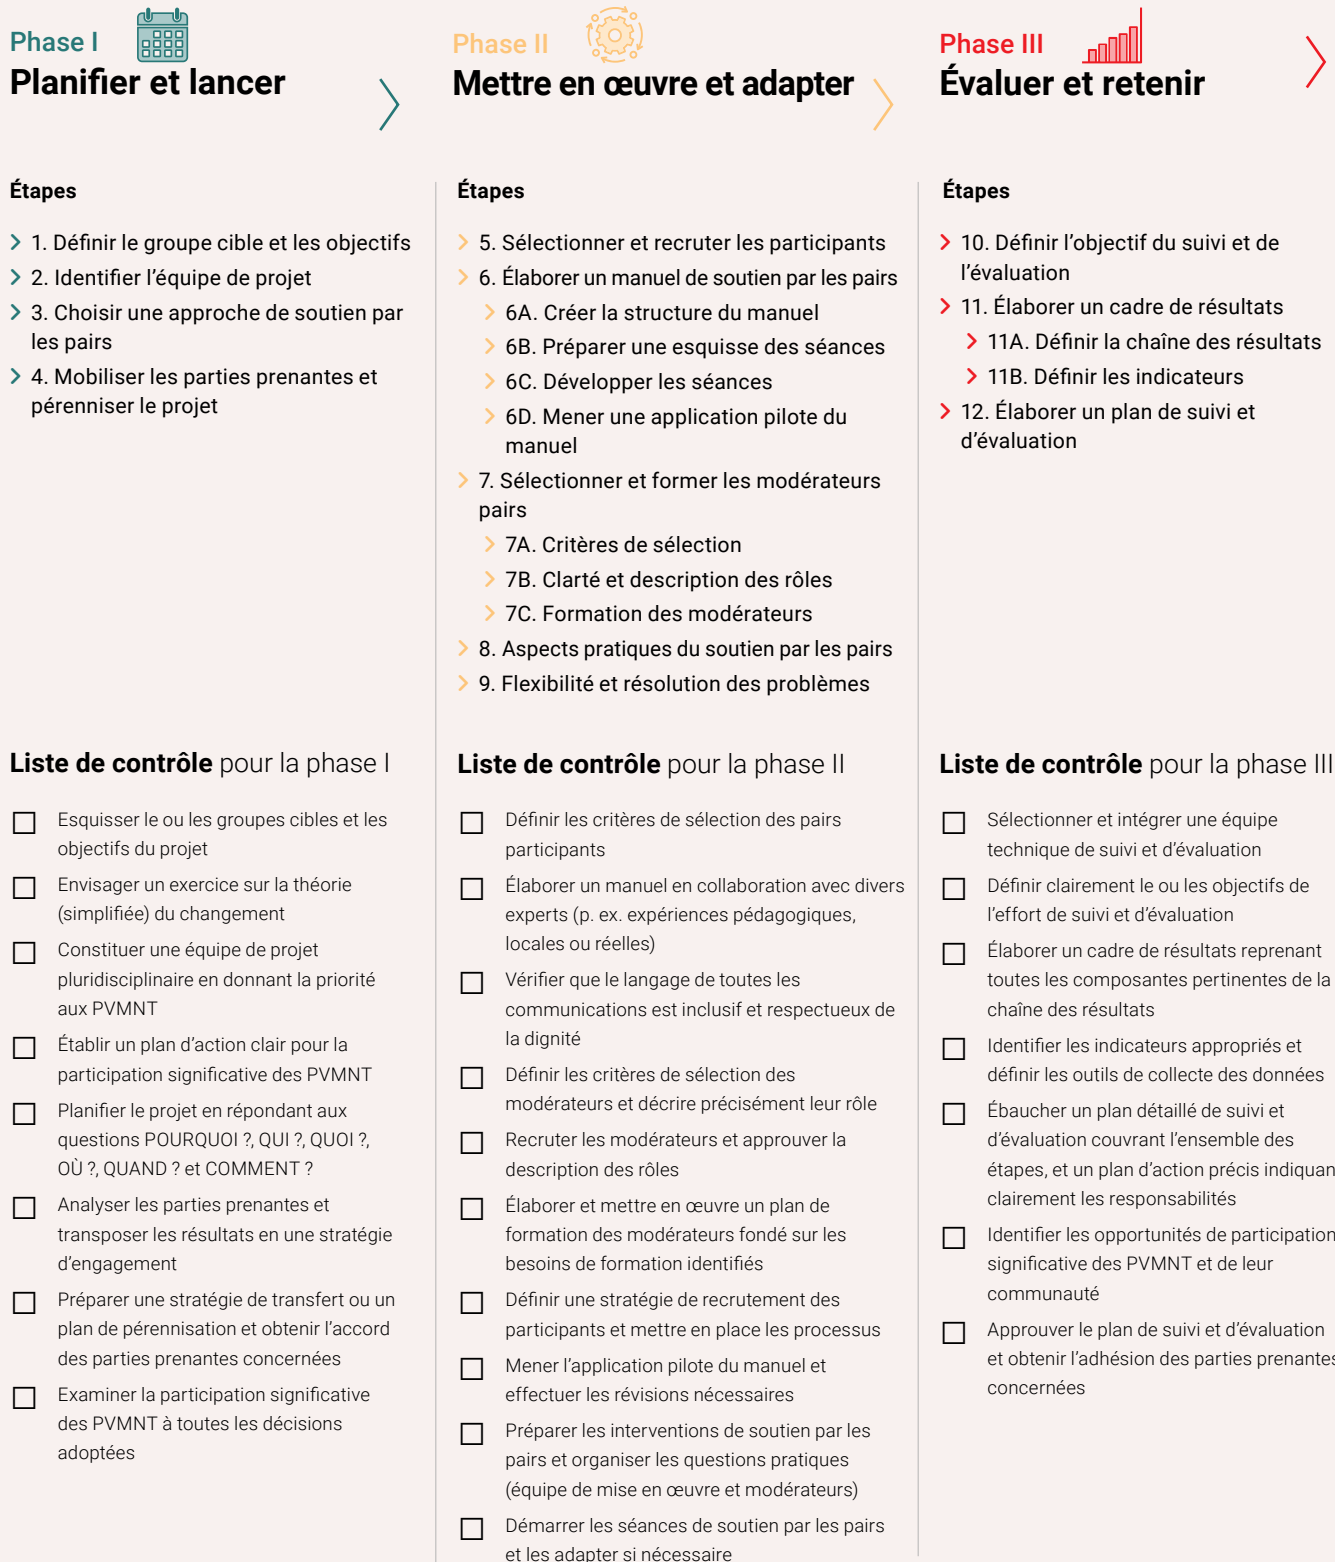 Phase I
Planifier et lancer
Étapes
1. Définir le groupe cible et les objectifs
2. Identifier l'équipe de projet
3. Choisir une approche de soutien par
les pairs
4. Mobiliser les parties prenantes et
pérenniser le projet
Liste de contrôle pour la phase I
Esquisser le ou les groupes cibles et les
objectifs du projet
Envisager un exercice sur la théorie
(simplifiée) du changement
Constituer une équipe de projet
pluridisciplinaire en donnant la priorité
aux PVMNT
Établir un plan d'action clair pour la
participation significative des PVMNT
Planifier le projet en répondant aux
questions POURQUOI ?, QUI ?, QUOI ?,
OÙ ?, QUAND ? et COMMENT ?
Analyser les parties prenantes et
transposer les résultats en une stratégie
d'engagement
Préparer une stratégie de transfert ou un
plan de pérennisation et obtenir l'accord
des parties prenantes concernées
Examiner la participation significative
des PVMNT à toutes les décisions
adoptées
Phase II
Mettre en œuvre et adapter
Étapes
5. Sélectionner et recruter les participants
6. Élaborer un manuel de soutien par les pairs
6A. Créer la structure du manuel
6B. Préparer une esquisse des séances
6C. Développer les séances
6D. Mener une application pilote du
manuel
7. Sélectionner et former les modérateurs
pairs
7A. Critères de sélection
7B. Clarté et description des rôles
7C. Formation des modérateurs
8. Aspects pratiques du soutien par les pairs
9. Flexibilité et résolution des problèmes
Liste de contrôle pour la phase II
Définir les critères de sélection des pairs
participants
Élaborer un manuel en collaboration avec divers
experts (p. ex. expériences pédagogiques,
locales ou réelles)
Vérifier que le langage de toutes les
communications est inclusif et respectueux de
la dignité
Définir les critères de sélection des
modérateurs et décrire précisément leur rôle
Recruter les modérateurs et approuver la
description des rôles
Élaborer et mettre en œuvre un plan de
formation des modérateurs fondé sur les
besoins de formation identifiés
Définir une stratégie de recrutement des
participants et mettre en place les processus
Mener l'application pilote du manuel et
effectuer les révisions nécessaires
Préparer les interventions de soutien par les
pairs et organiser les questions pratiques
(équipe de mise en œuvre et modérateurs)
Démarrer les séances de soutien par les pairs
et les adapter si nécessaire
Phase III
Évaluer et retenir
Étapes
10. Définir l'objectif du suivi et de
l'évaluation
11. Élaborer un cadre de résultats
11A. Définir la chaîne des résultats
11B. Définir les indicateurs
12. Élaborer un plan de suivi et
d'évaluation
Liste de contrôle pour la phase III
Sélectionner et intégrer une équipe
technique de suivi et d'évaluation
Définir clairement le ou les objectifs de
l'effort de suivi et d'évaluation
Élaborer un cadre de résultats reprenant
toutes les composantes pertinentes de la
chaîne des résultats
Identifier les indicateurs appropriés et
définir les outils de collecte des données
Ébaucher un plan détaillé de suivi et
d'évaluation couvrant l'ensemble des
étapes, et un plan d'action précis indiquan
clairement les responsabilités
Identifier les opportunités de participation
significative des PVMNT et de leur
communauté
Approuver le plan de suivi et d'évaluation
et obtenir l'adhésion des parties prenantes
concernées